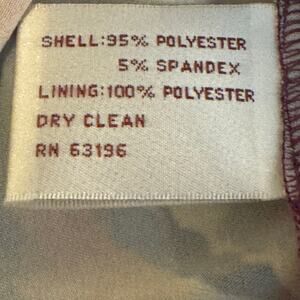 SHELL:95% POLYESTER
5% SPANDEX
LINING:100% POLYESTER
DRY CLEAN
RN 63196